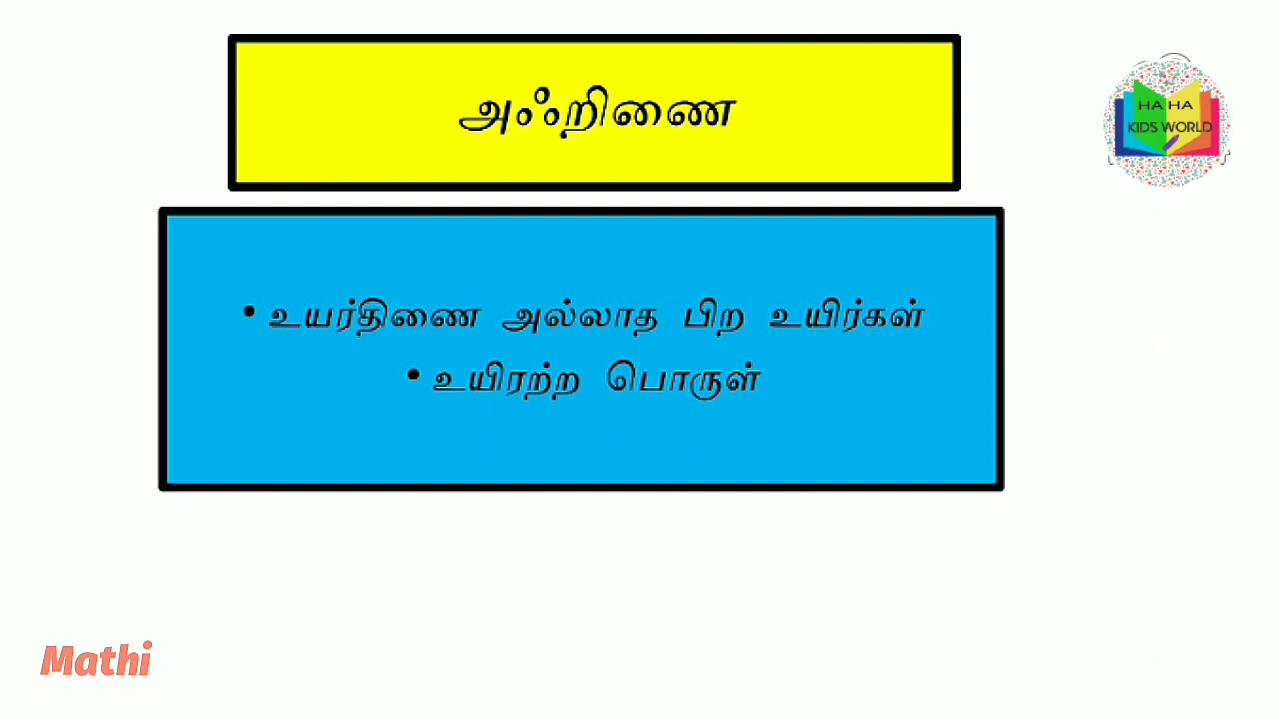 அஃறிணை
HA HA
KIDS WORLD
• உயர்திணை அல்லாத பிற உயிர்கள்
• உயிரற்ற பொருள்
Mathi